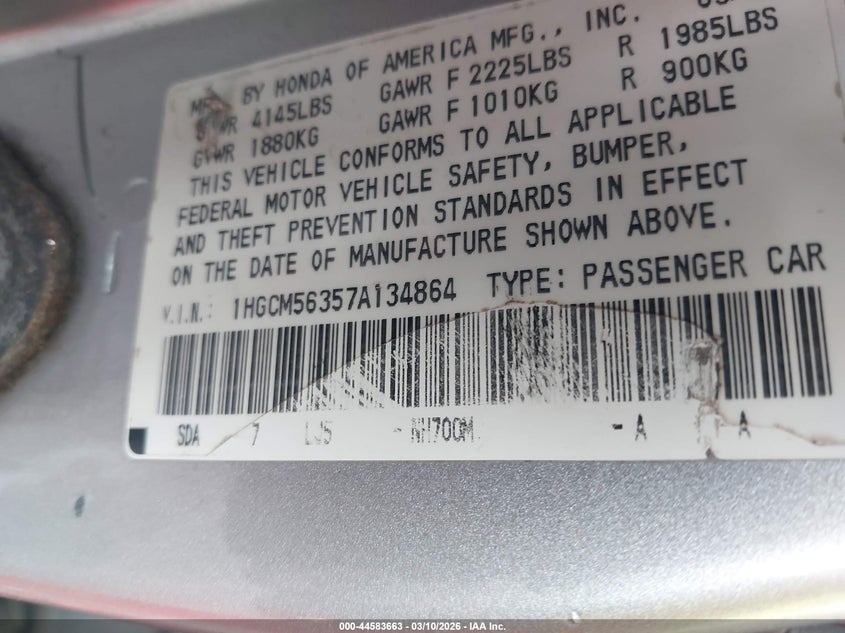 BY HONDA OF AMERICA MFG., INC.
GVWR 4145LBS GAWR F 2225LBS R 1985LBS
GVWR 1880KG GAWR F 1010KG R 900KG
THIS VEHICLE CONFORMS TO ALL APPLICABLE
FEDERAL MOTOR VEHICLE SAFETY, BUMPER,
AND THEFT PREVENTION STANDARDS IN EFFECT
ON THE DATE OF MANUFACTURE SHOWN ABOVE.
V.I.N.: 1HGCM56357A134864 TYPE: PASSENGER CAR
SDA 7 -NH700M -A A
000-44583663 - 03/10/2026 - IAA Inc.